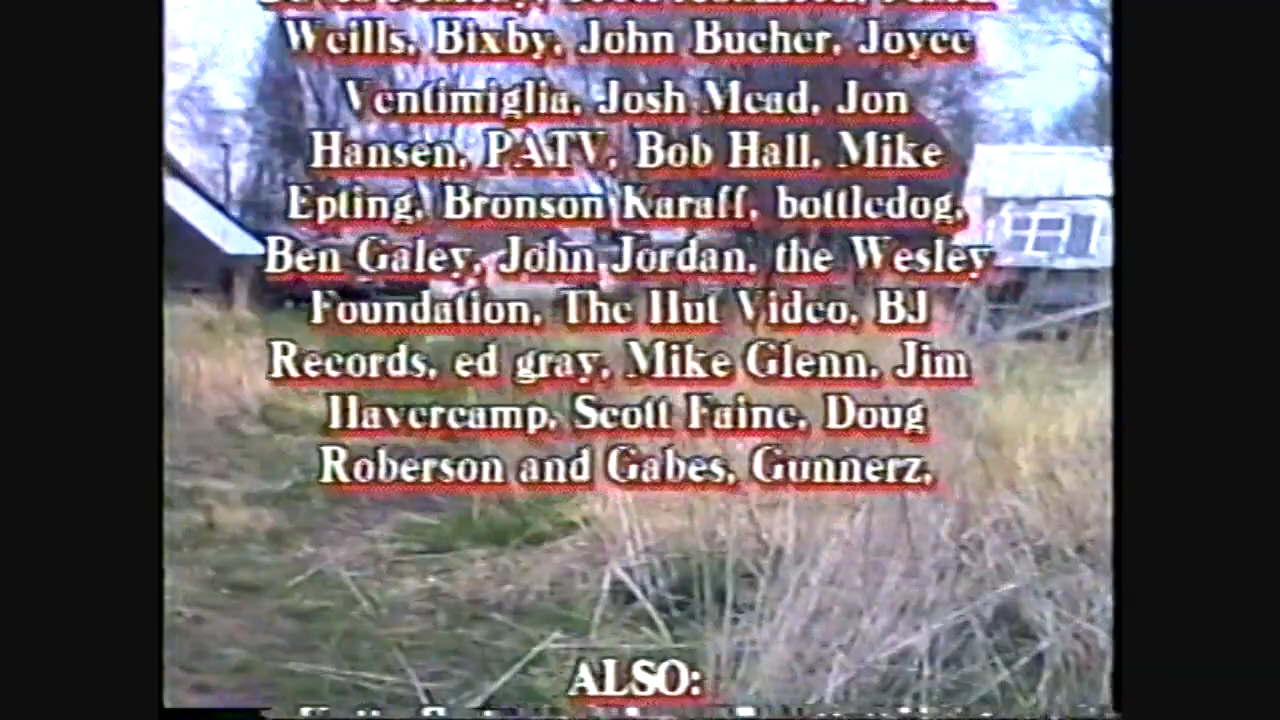 Weills, Bixby, John Bucher, Joyce
Ventimiglia, Josh Mead, Jon
Hansen, PATV, Bob Hall, Mike
Epting, Bronson Karaff, bottledog,
Ben Galey, John Jordan, the Wesley
Foundation, The Hut Video, BJ
Records, ed gray, Mike Glenn, Jim
Havercamp, Scott Faine, Doug
Roberson and Gabes, Gunnerz,
ALSO: